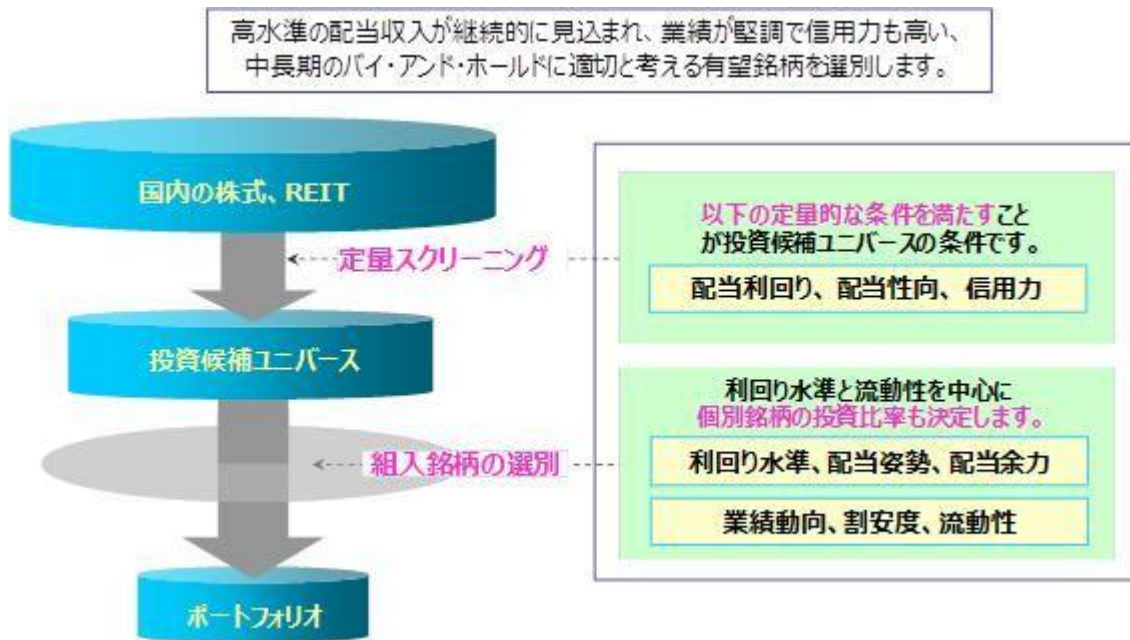 高水準の配当収入が継続的に見込まれ、業績が堅調で信用力も高い、
中長期のバイ・アンド・ホールドに適切と考える有望銘柄を選別します。
国内の株式、REIT
定量スクリーニング
以下の定量的な条件を満たすこと
が投資候補ユニバースの条件です。
配当利回り、配当性向、信用力
投資候補ユニバース
利回り水準と流動性を中心に
個別銘柄の投資比率も決定します。
組入銘柄の選別
利回り水準、配当姿勢、配当余力
業績動向、割安度、流動性
ポートフォリオ